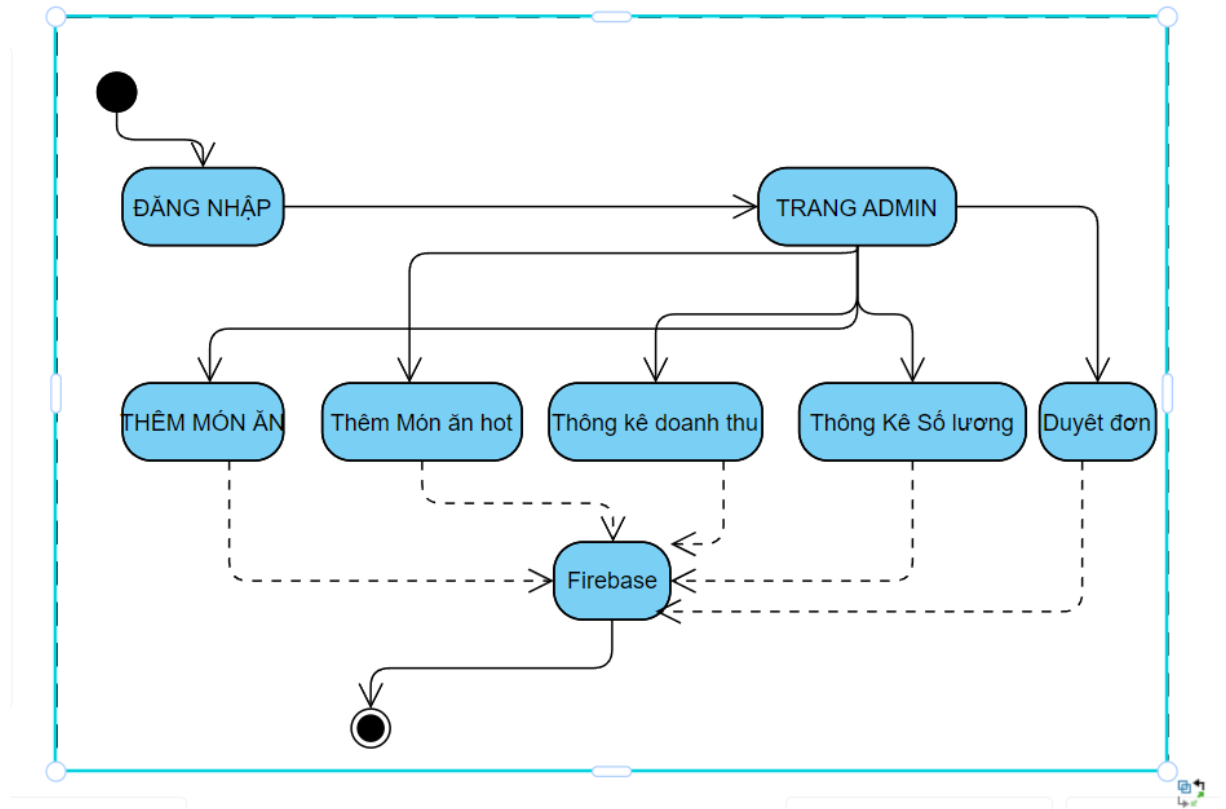 ĐĂNG NHẬP
TRANG ADMIN
THÊM MÓN ĂN
Thêm Món ăn hot
Thông kê doanh thu
Thông Kê Số lương
Duyêt đơn
Firebase